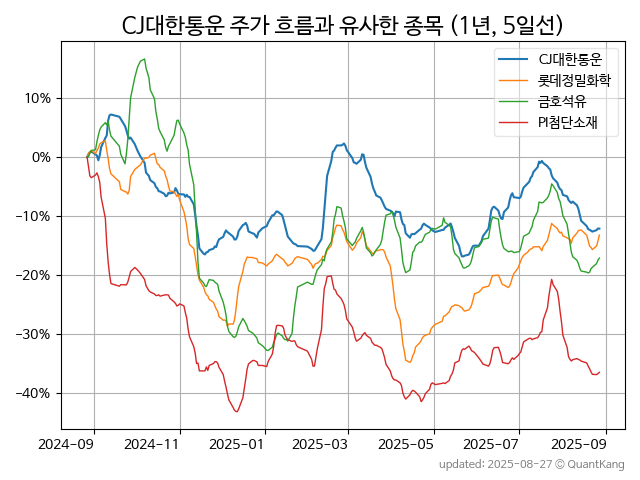 CJ대한통운 주가 흐름과 유사한 종목 (1년, 5일선)
CJ대한통운
롯데정밀화학
금호석유
PI첨단소재
10%
0%
−10%
−20%
−30%
−40%
2024-09 2024-11 2025-01 2025-03 2025-05 2025-07 2025-09
updated: 2025-08-27 © QuantKang